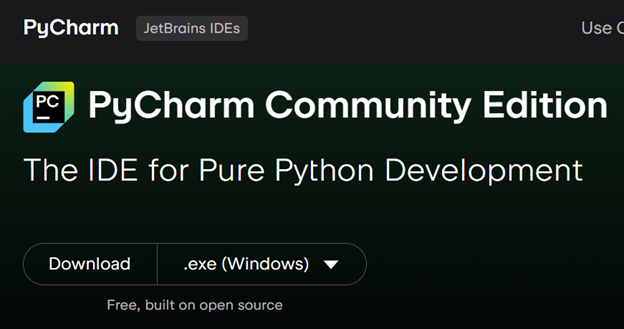 PyCharm JetBrains IDEs Use
PC
PyCharm Community Edition
The IDE for Pure Python Development
Download .exe (Windows)
Free, built on open source